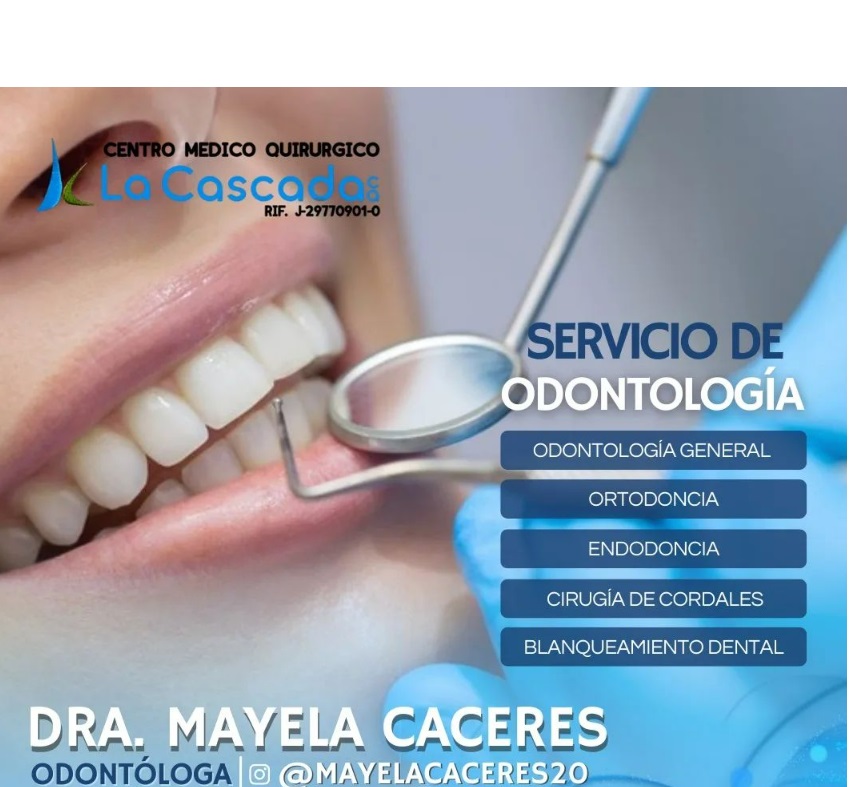 CENTRO MEDICO QUIRURGICO
La Cascada ca
RIF. J-29770901-0
SERVICIO DE
ODONTOLOGÍA
ODONTOLOGÍA GENERAL
ORTODONCIA
ENDODONCIA
CIRUGÍA DE CORDALES
BLANQUEAMIENTO DENTAL
DRA. MAYELA CACERES
ODONTÓLOGA | @MAYELACACERES20